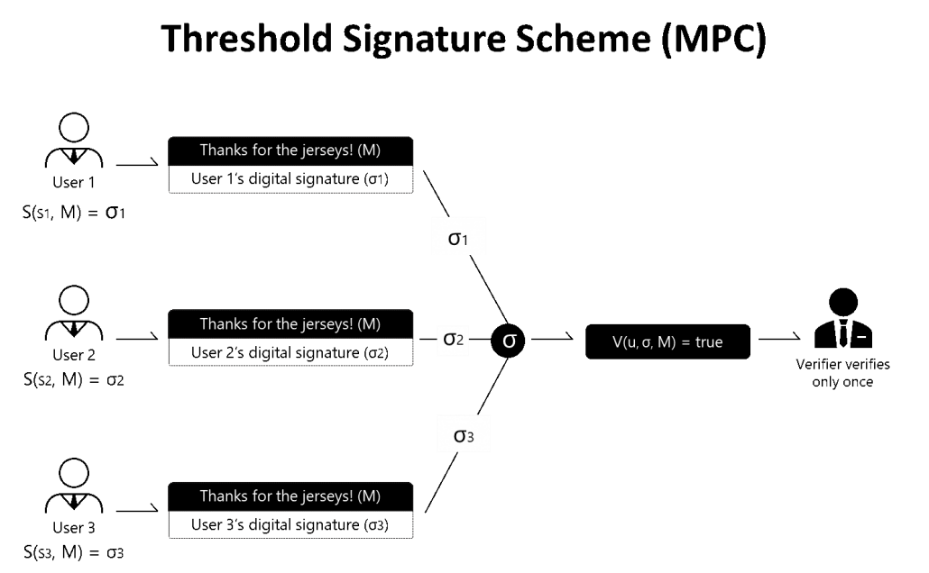 Threshold Signature Scheme (MPC)
User 1
S(s1, M) = σ1
Thanks for the jerseys! (M)
User 1's digital signature (σ1)
σ1
User 2
S(s2, M) = σ2
Thanks for the jerseys! (M)
User 2's digital signature (σ2)
σ2
σ
V(u, σ, M) = true
Verifier verifies
only once
σ3
User 3
S(s3, M) = σ3
Thanks for the jerseys! (M)
User 3's digital signature (σ3)